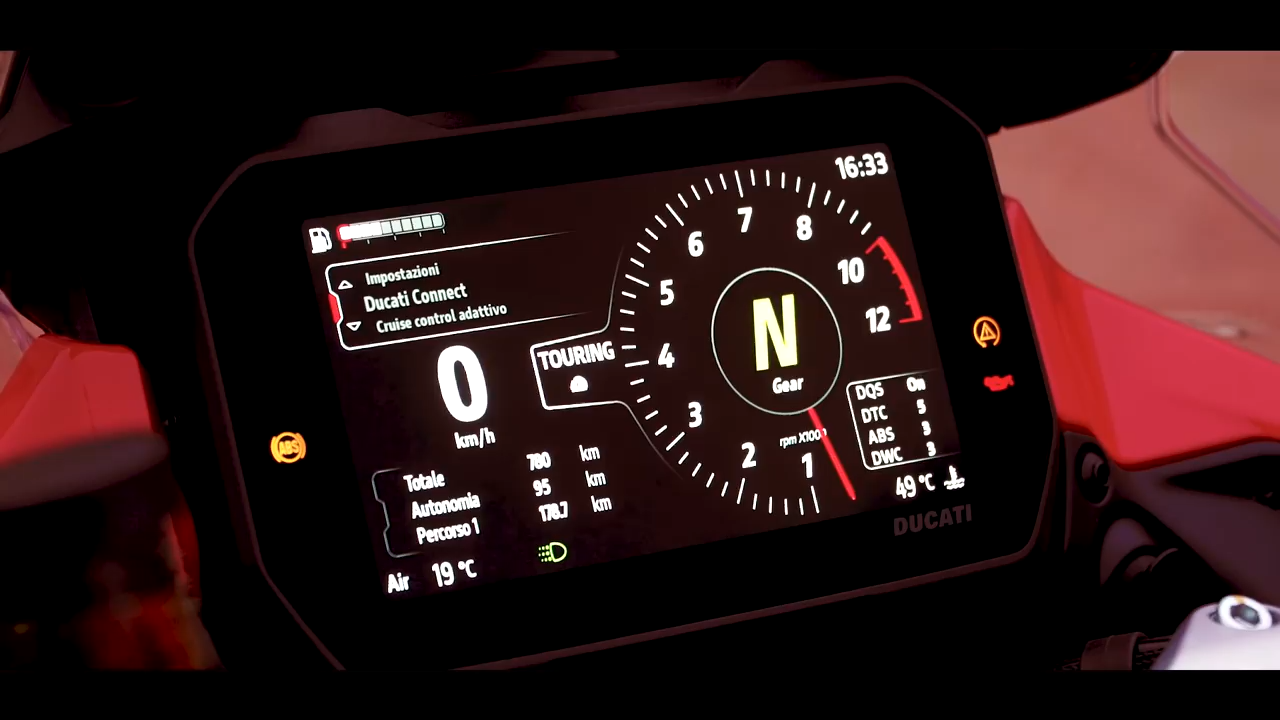 16:33
Impostazioni
Ducati Connect
Cruise control adattivo
0
km/h
TOURING
1
2
3
4
5
6
7
8
10
12
N
Gear
rpm X1000
DQS On
DTC 5
ABS 3
DWC 3
49 °C
Totale 780 km
Autonomia 95 km
Percorso 1 178.7 km
Air 19 °C
ABS
DUCATI